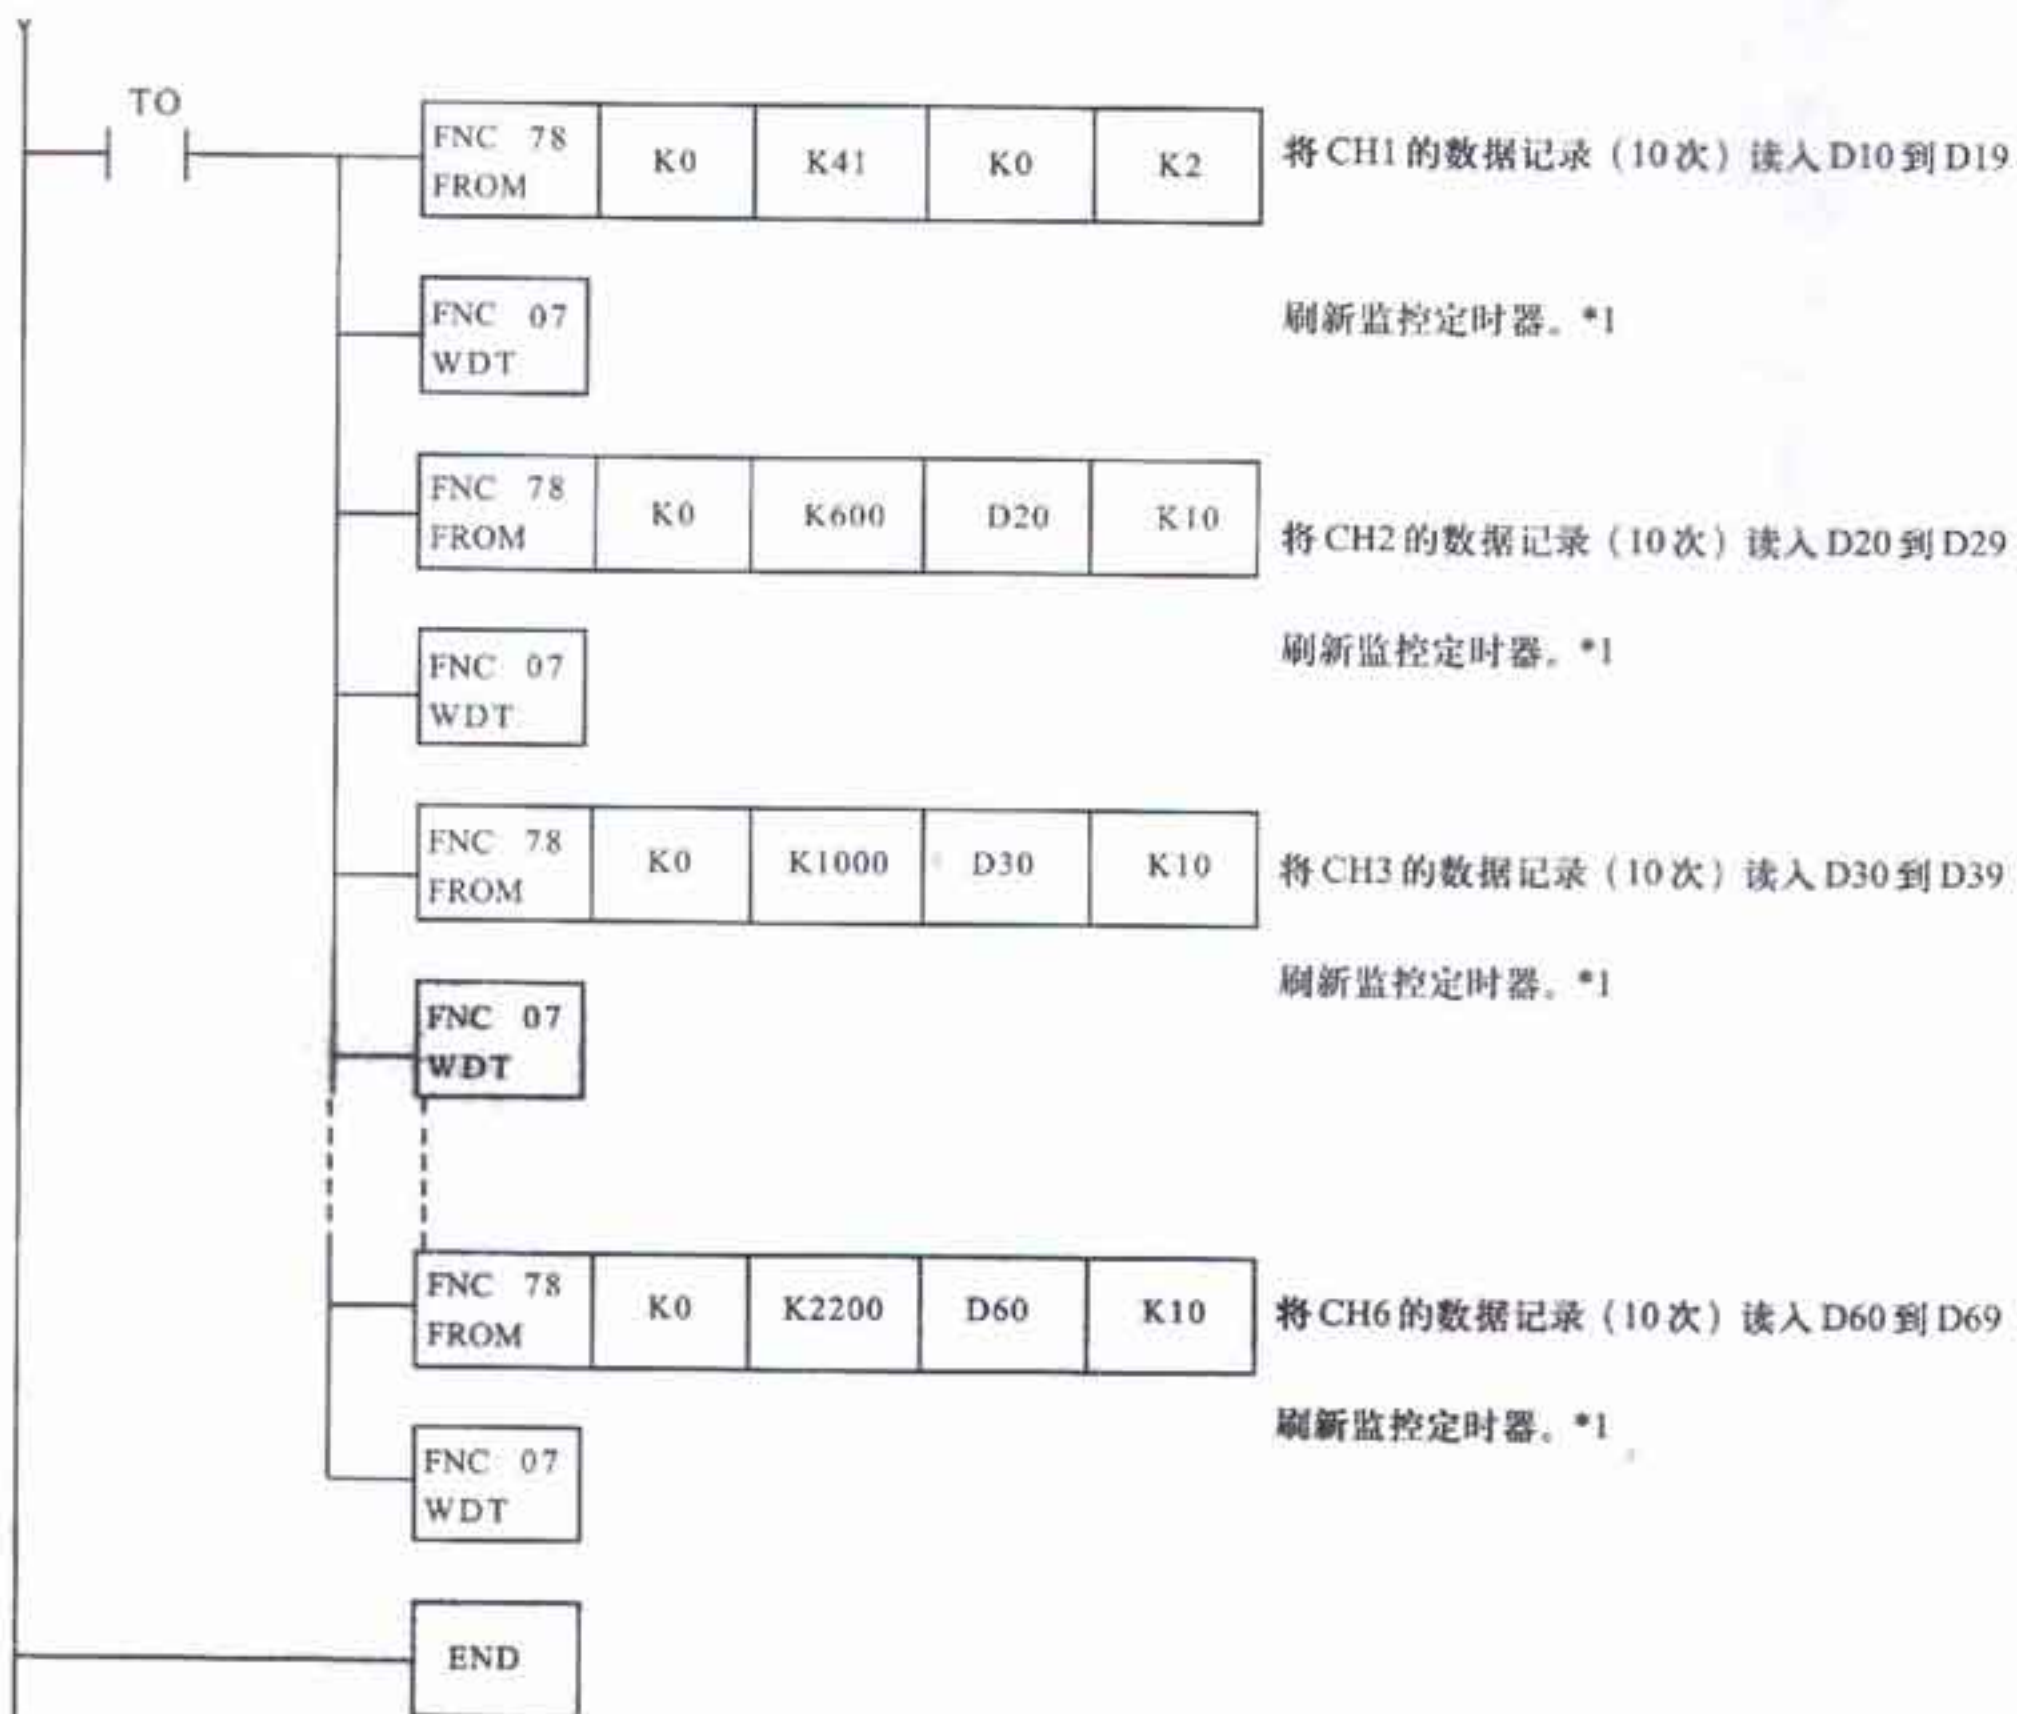 TO
FNC 78
FROM
K0
K41
K0
K2
将CH1的数据记录(10次)读入D10到D19
FNC 07
WDT
刷新监控定时器。*1
FNC 78
FROM
K0
K600
D20
K10
将CH2的数据记录(10次)读入D20到D29
FNC 07
WDT
刷新监控定时器。*1
FNC 78
FROM
K0
K1000
D30
K10
将CH3的数据记录(10次)读入D30到D39
FNC 07
WDT
刷新监控定时器。*1
FNC 78
FROM
K0
K2200
D60
K10
将CH6的数据记录(10次)读入D60到D69
FNC 07
WDT
刷新监控定时器。*1
END